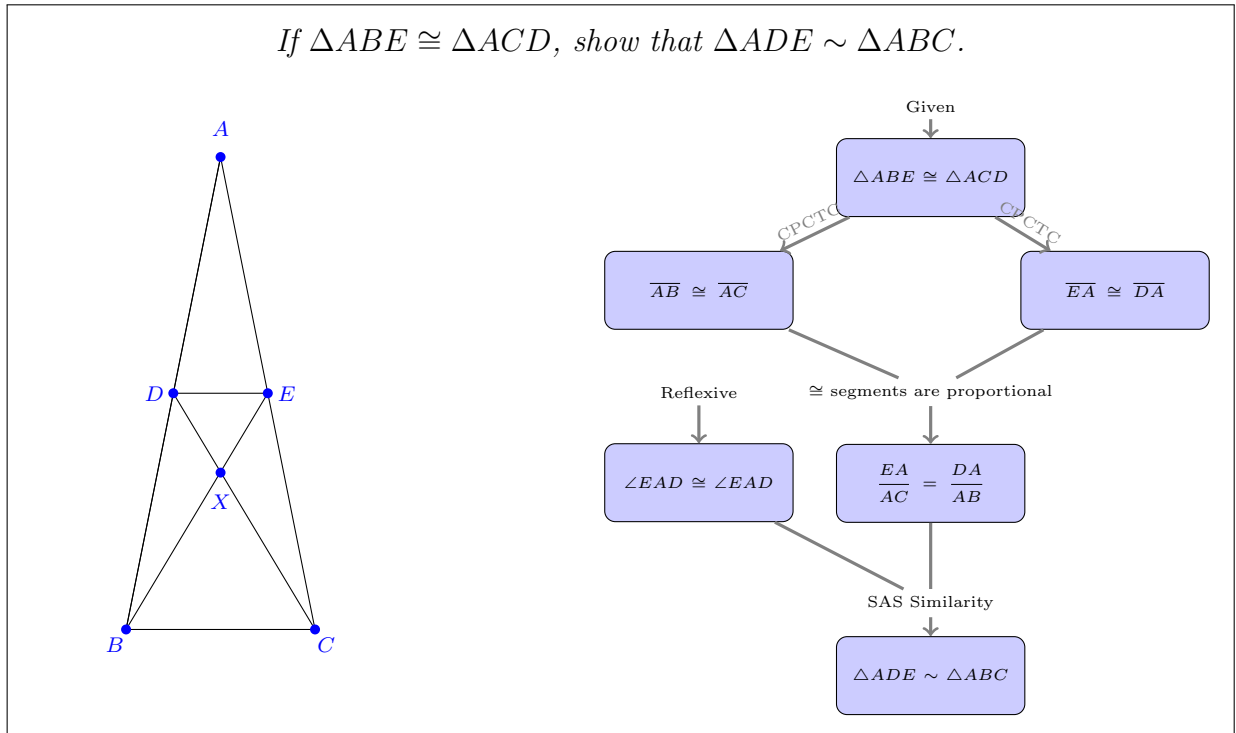 If ΔABE ≅ ΔACD, show that ΔADE ∼ ΔABC.
A
D
E
X
B
C
Given
△ABE ≅ △ACD
CPCTC
CPCTC
AB ≅ AC
EA ≅ DA
Reflexive
≅ segments are proportional
∠EAD ≅ ∠EAD
EA/AC = DA/AB
SAS Similarity
△ADE ∼ △ABC